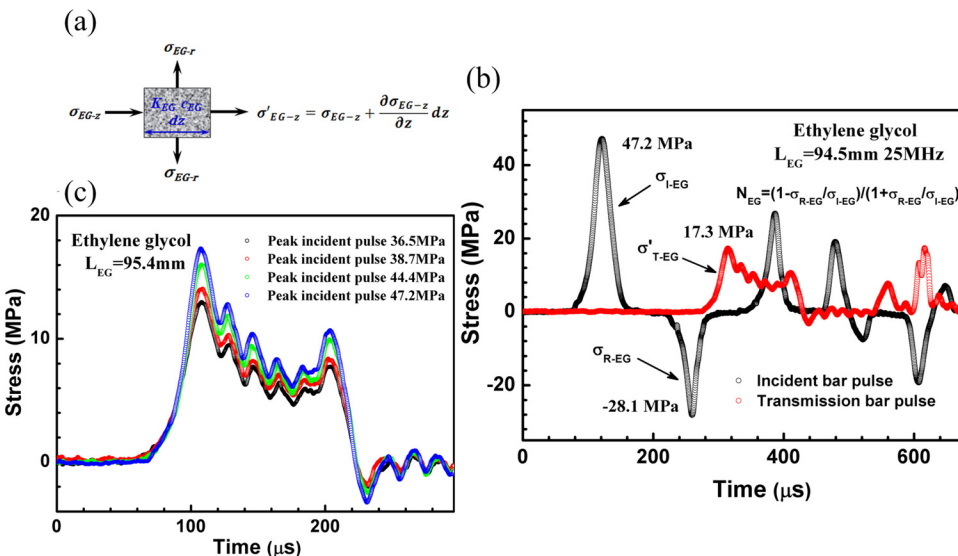 (a)
σEG-r
σEG-z
KEG cEG
dz
σ'EG-z = σEG-z + ∂σEG-z/∂z dz
σEG-r
(b)
Ethylene glycol
LEG=94.5mm 25MHz
NEG=(1-σR-EG/σI-EG)/(1+σR-EG/σI-EG)
47.2 MPa
σI-EG
17.3 MPa
σ'T-EG
σR-EG
-28.1 MPa
Incident bar pulse
Transmission bar pulse
40
20
0
-20
Stress (MPa)
0 200 400 600
Time (μs)
(c)
Ethylene glycol
LEG=95.4mm
Peak incident pulse 36.5MPa
Peak incident pulse 38.7MPa
Peak incident pulse 44.4MPa
Peak incident pulse 47.2MPa
20
10
0
Stress (MPa)
0 100 200
Time (μs)